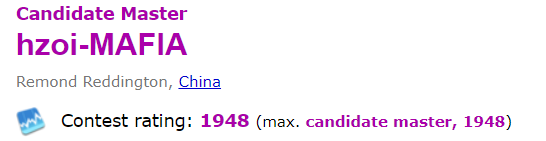 Candidate Master
hzoi-MAFIA
Remond Reddington, China
Contest rating: 1948 (max. candidate master, 1948)